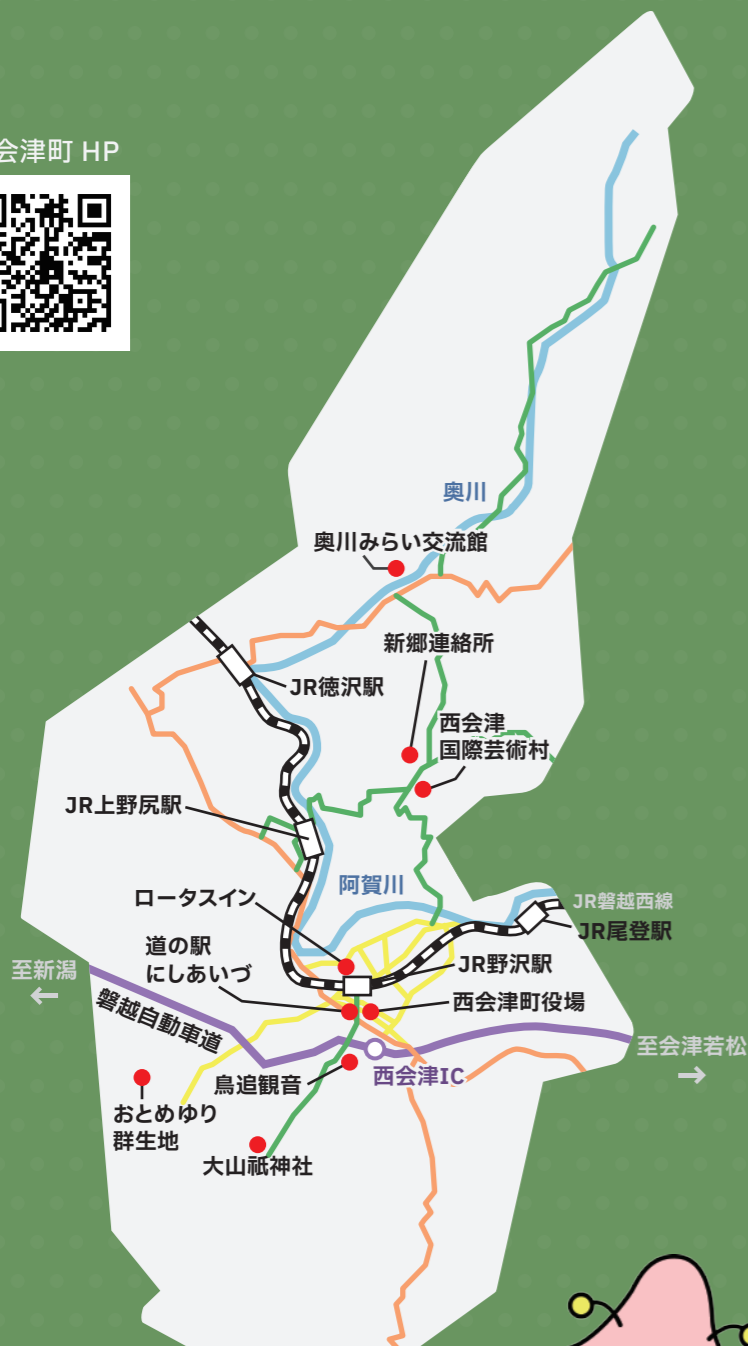 会津町 HP
奥川
奥川みらい交流館
新郷連絡所
JR徳沢駅
西会津
国際芸術村
JR上野尻駅
阿賀川
ロータスイン
JR磐越西線
JR尾登駅
道の駅
にしあいづ
JR野沢駅
至新潟
←
西会津町役場
磐越自動車道
至会津若松
→
西会津IC
鳥追観音
おとめゆり
群生地
大山祇神社